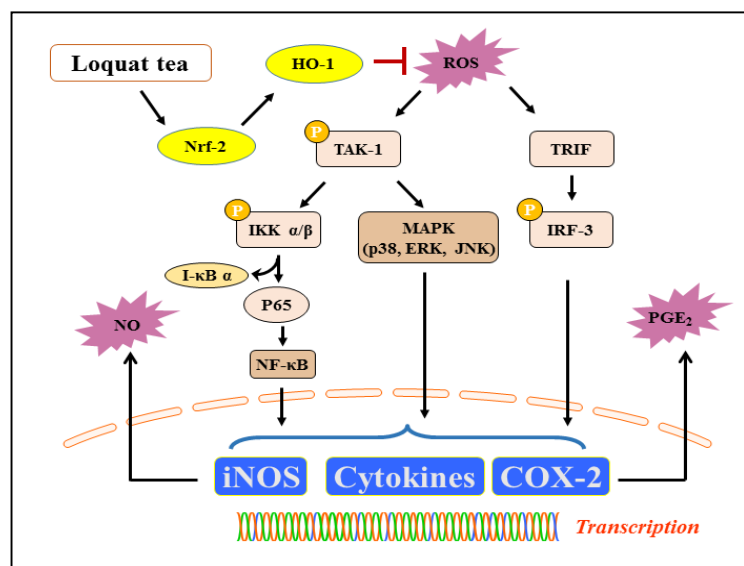 Loquat tea
HO-1
ROS
Nrf-2
P
TAK-1
TRIF
P
IKK α/β
MAPK
(p38, ERK, JNK)
P
IRF-3
I-κB α
P65
NO
PGE₂
NF-κB
iNOS
Cytokines
COX-2
Transcription